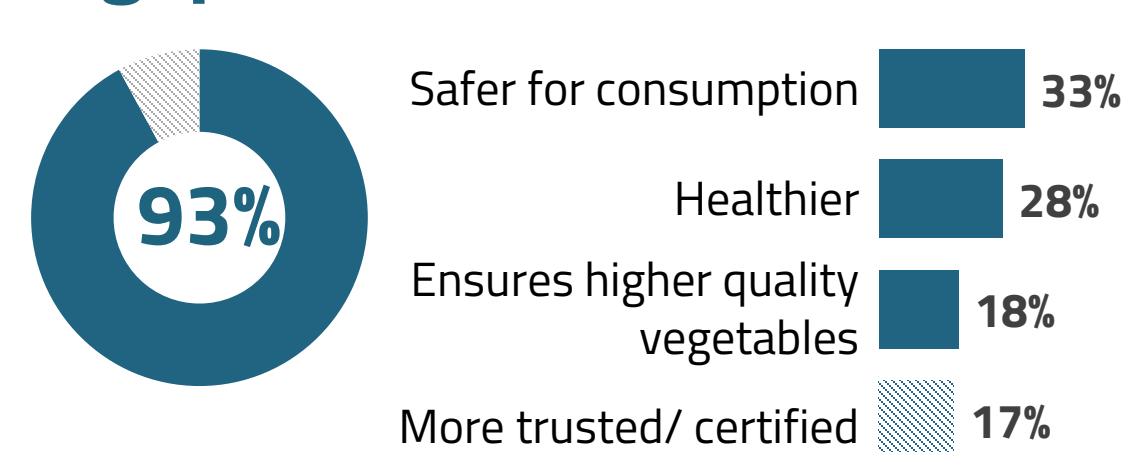 93%
Safer for consumption 33%
Healthier 28%
Ensures higher quality
vegetables 18%
More trusted/ certified 17%